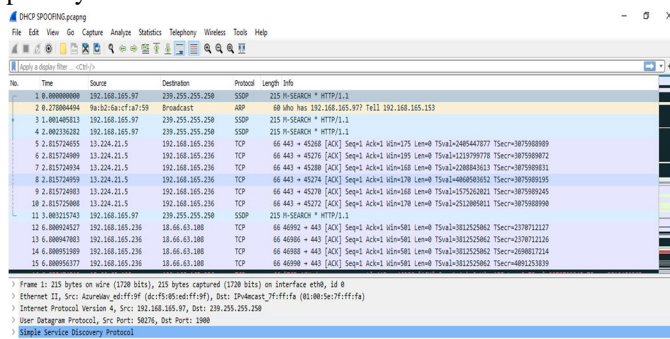 DHCP SPOOFING.pcapng
File Edit View Go Capture Analyze Statistics Telephony Wireless Tools Help
Apply a display filter ... <Ctrl-/>
No. Time Source Destination Protocol Length Info
1 0.000000000 192.168.165.97 239.255.255.250 SSDP 215 M-SEARCH * HTTP/1.1
2 0.278004494 9a:b2:6a:cf:a7:59 Broadcast ARP 60 Who has 192.168.165.97? Tell 192.168.165.153
3 1.001405813 192.168.165.97 239.255.255.250 SSDP 215 M-SEARCH * HTTP/1.1
4 2.002336282 192.168.165.97 239.255.255.250 SSDP 215 M-SEARCH * HTTP/1.1
5 2.815724655 13.224.21.5 192.168.165.236 TCP 66 443 → 45268 [ACK] Seq=1 Ack=1 Win=175 Len=0 TSval=2405447877 TSecr=3075988989
6 2.815724909 13.224.21.5 192.168.165.236 TCP 66 443 → 45276 [ACK] Seq=1 Ack=1 Win=195 Len=0 TSval=1219799778 TSecr=3075989072
7 2.815724934 13.224.21.5 192.168.165.236 TCP 66 443 → 45280 [ACK] Seq=1 Ack=1 Win=168 Len=0 TSval=2208843613 TSecr=3075989831
8 2.815724959 13.224.21.5 192.168.165.236 TCP 66 443 → 45274 [ACK] Seq=1 Ack=1 Win=170 Len=0 TSval=4060503652 TSecr=3075989195
9 2.815724983 13.224.21.5 192.168.165.236 TCP 66 443 → 45270 [ACK] Seq=1 Ack=1 Win=168 Len=0 TSval=1575262021 TSecr=3075989245
10 2.815725008 13.224.21.5 192.168.165.236 TCP 66 443 → 45272 [ACK] Seq=1 Ack=1 Win=170 Len=0 TSval=2512005011 TSecr=3075988990
11 3.003215743 192.168.165.97 239.255.255.250 SSDP 215 M-SEARCH * HTTP/1.1
12 6.800924527 192.168.165.236 18.66.63.108 TCP 66 46992 → 443 [ACK] Seq=1 Ack=1 Win=501 Len=0 TSval=3812525062 TSecr=2370712127
13 6.800947083 192.168.165.236 18.66.63.108 TCP 66 46990 → 443 [ACK] Seq=1 Ack=1 Win=501 Len=0 TSval=3812525062 TSecr=2370712126
14 6.800951989 192.168.165.236 18.66.63.108 TCP 66 46988 → 443 [ACK] Seq=1 Ack=1 Win=501 Len=0 TSval=3812525062 TSecr=2690817214
15 6.800956377 192.168.165.236 18.66.63.108 TCP 66 46986 → 443 [ACK] Seq=1 Ack=1 Win=501 Len=0 TSval=3812525062 TSecr=4091253839
> Frame 1: 215 bytes on wire (1720 bits), 215 bytes captured (1720 bits) on interface eth0, id 0
> Ethernet II, Src: AzureWav_ed:ff:9f (dc:f5:05:ed:ff:9f), Dst: IPv4mcast_7f:ff:fa (01:00:5e:7f:ff:fa)
> Internet Protocol Version 4, Src: 192.168.165.97, Dst: 239.255.255.250
> User Datagram Protocol, Src Port: 50276, Dst Port: 1900
> Simple Service Discovery Protocol